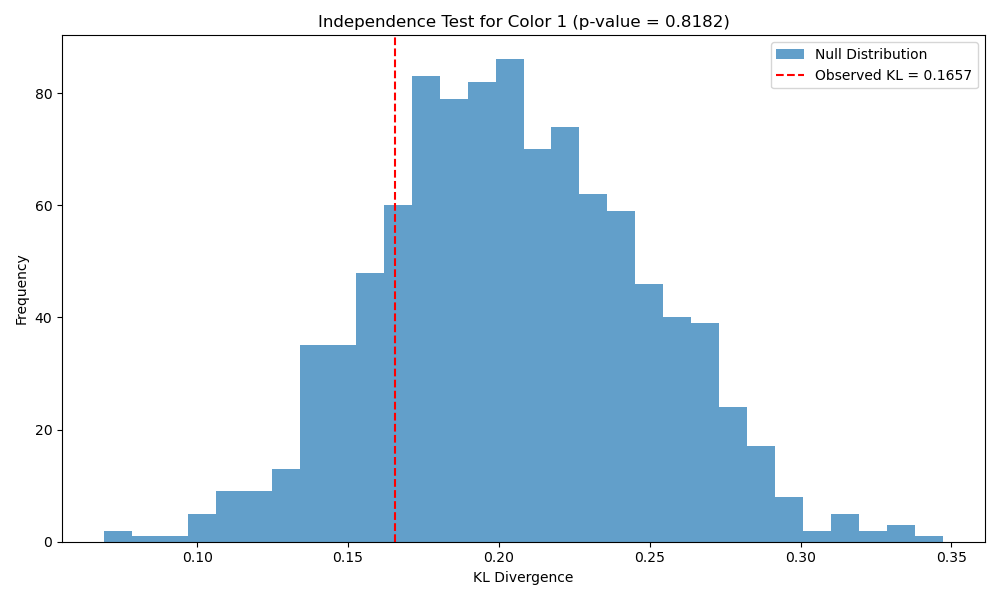 Independence Test for Color 1 (p-value = 0.8182)
Null Distribution
Observed KL = 0.1657
Frequency
80
60
40
20
0
0.10 0.15 0.20 0.25 0.30 0.35
KL Divergence